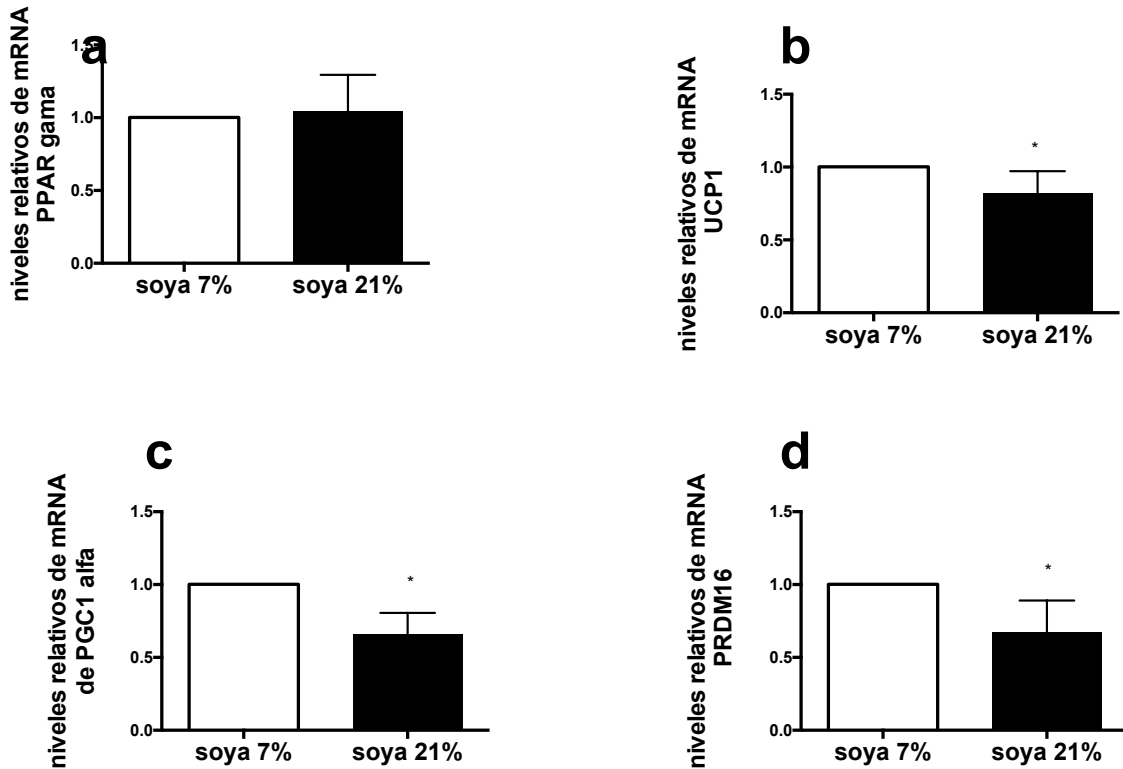 a
niveles relativos de mRNA
PPAR gama
1.5
1.0
0.5
0.0
soya 7% soya 21%
b
niveles relativos de mRNA
UCP1
1.5
1.0
0.5
0.0
*
soya 7% soya 21%
c
niveles relativos de mRNA
de PGC1 alfa
1.5
1.0
0.5
0.0
*
soya 7% soya 21%
d
niveles relativos de mRNA
PRDM16
1.5
1.0
0.5
0.0
*
soya 7% soya 21%